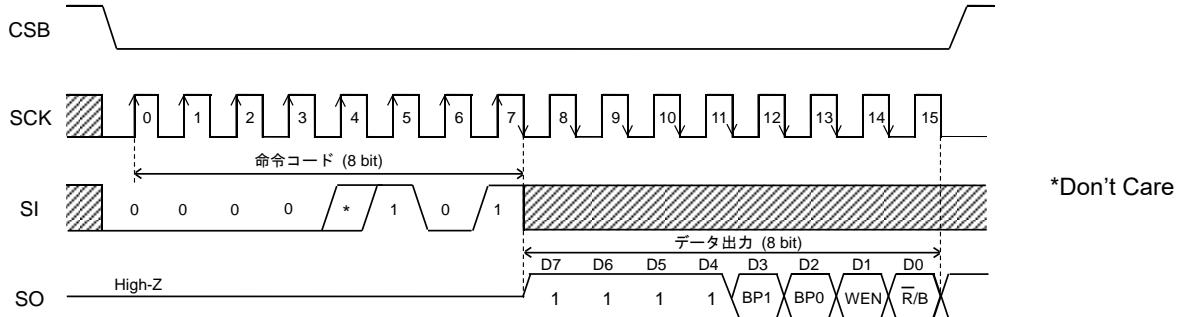 CSB
SCK 0 1 2 3 4 5 6 7 8 9 10 11 12 13 14 15
命令コード (8 bit)
*Don't Care
SI 0 0 0 0 * 1 0 1
データ出力 (8 bit)
D7 D6 D5 D4 D3 D2 D1 D0
High-Z
SO 1 1 1 1 BP1 BP0 WEN R̅/B